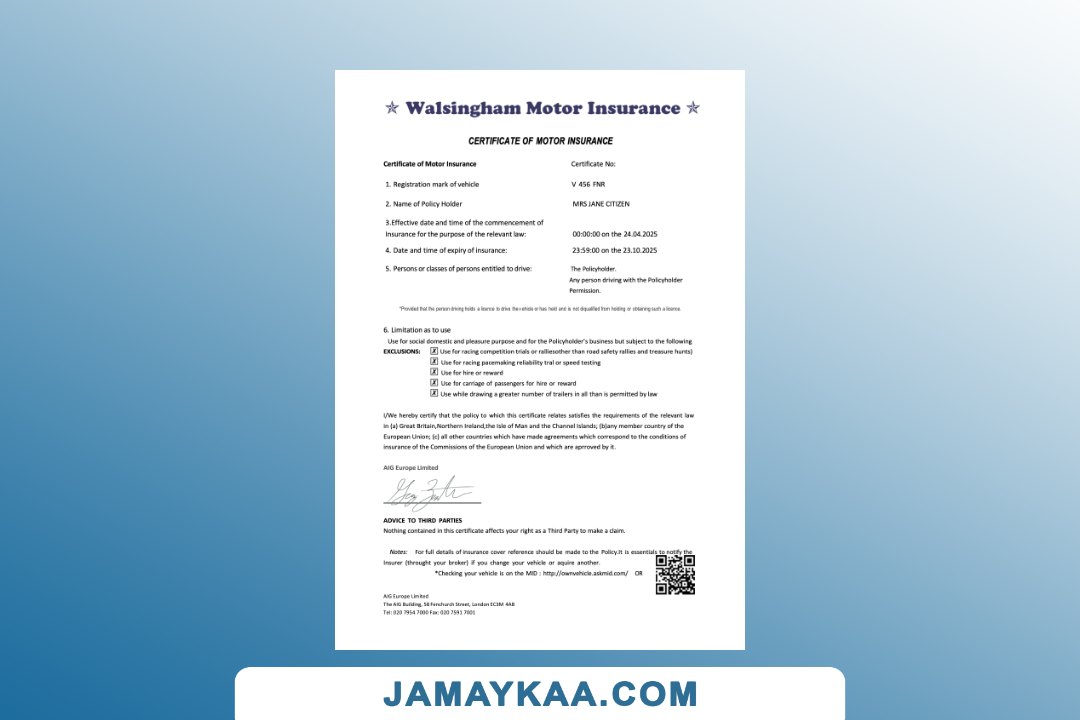 Walsingham Motor Insurance
CERTIFICATE OF MOTOR INSURANCE
Certificate of Motor Insurance Certificate No:
1. Registration mark of vehicle V 456 FNR
2. Name of Policy Holder MRS JANE CITIZEN
3.Effective date and time of the commencement of
Insurance for the purpose of the relevant law: 00:00:00 on the 24.04.2025
4. Date and time of expiry of insurance: 23:59:00 on the 23.10.2025
5. Persons or classes of persons entitled to drive: The Policyholder.
Any person driving with the Policyholder
Permission.
*Provided that the person driving holds a licence to drive the vehicle or has held and is not diqualified from holding or obtaining such a licence.
6. Limitation as to use
Use for social domestic and pleasure purpose and for the Policyholder's business but subject to the following
EXCLUSIONS: Use for racing competition trials orralliesother than road safety rallies and treasure hunts)
Use for racing pacemaking reliability tral or speed testing
Use for hire or reward
Use for carriage of passengers for hire or reward
Use while drawing a greater number of trailers in all than is permitted by law
I/We hereby certify that the policy to which this certificate relates satisfies the requirements of the relevant law
in (a) Great Britain,Northern Ireland,the Isle of Man and the Channel Islands; (b)any member country of the
European Union; (c) all other countries which have made agreements which correspond to the conditions of
insurance of the Commissions of the European Union and which are aprroved by it.
AIG Europe Limited
ADVICE TO THIRD PARTIES
Nothing contained in this certificate affects your right as a Third Party to make a claim.
Notes: For full details of insurance cover reference should be made to the Policy.It is essentials to notify the
Insurer (throught your broker) if you change your vehicle or aquire another.
*Checking your vehicle is on the MID : http://ownvehicle.askmid.com/ OR
AIG Europe Limited
The AIG Building, 58 Fenchurch Street, London EC3M 4AB
Tel: 020 7954 7000 Fax: 020 7591 7001
JAMAYKAA.COM